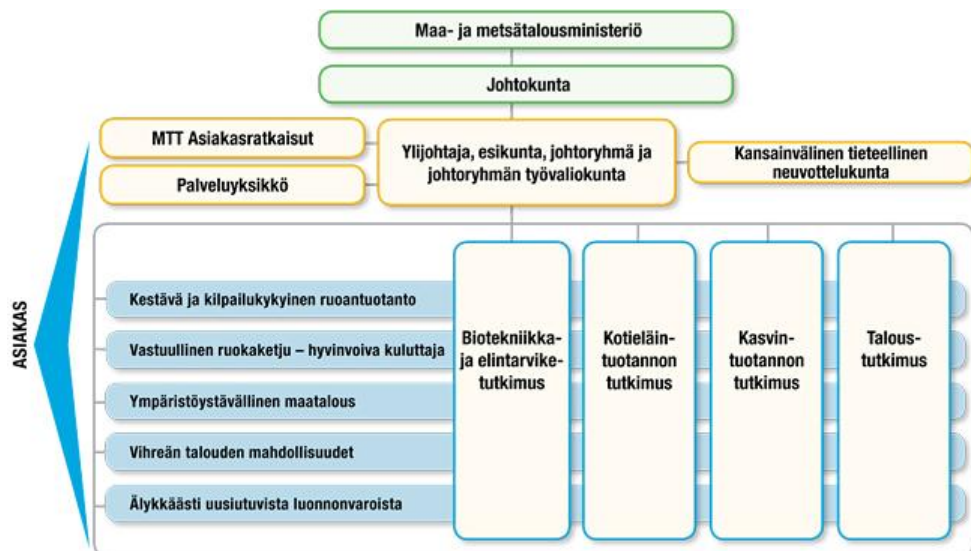 Maa- ja metsätalousministeriö
Johtokunta
MTT Asiakasratkaisut
Palveluyksikkö
Ylijohtaja, esikunta, johtoryhmä ja
johtoryhmän työvaliokunta
Kansainvälinen tieteellinen
neuvottelukunta
ASIAKAS
Kestävä ja kilpailukykyinen ruoantuotanto
Vastuullinen ruokaketju – hyvinvoiva kuluttaja
Ympäristöystävällinen maatalous
Vihreän talouden mahdollisuudet
Älykkäästi uusiutuvista luonnonvaroista
Biotekniikka-
ja elintarvike-
tutkimus
Kotieläin-
tuotannon
tutkimus
Kasvin-
tuotannon
tutkimus
Talous-
tutkimus